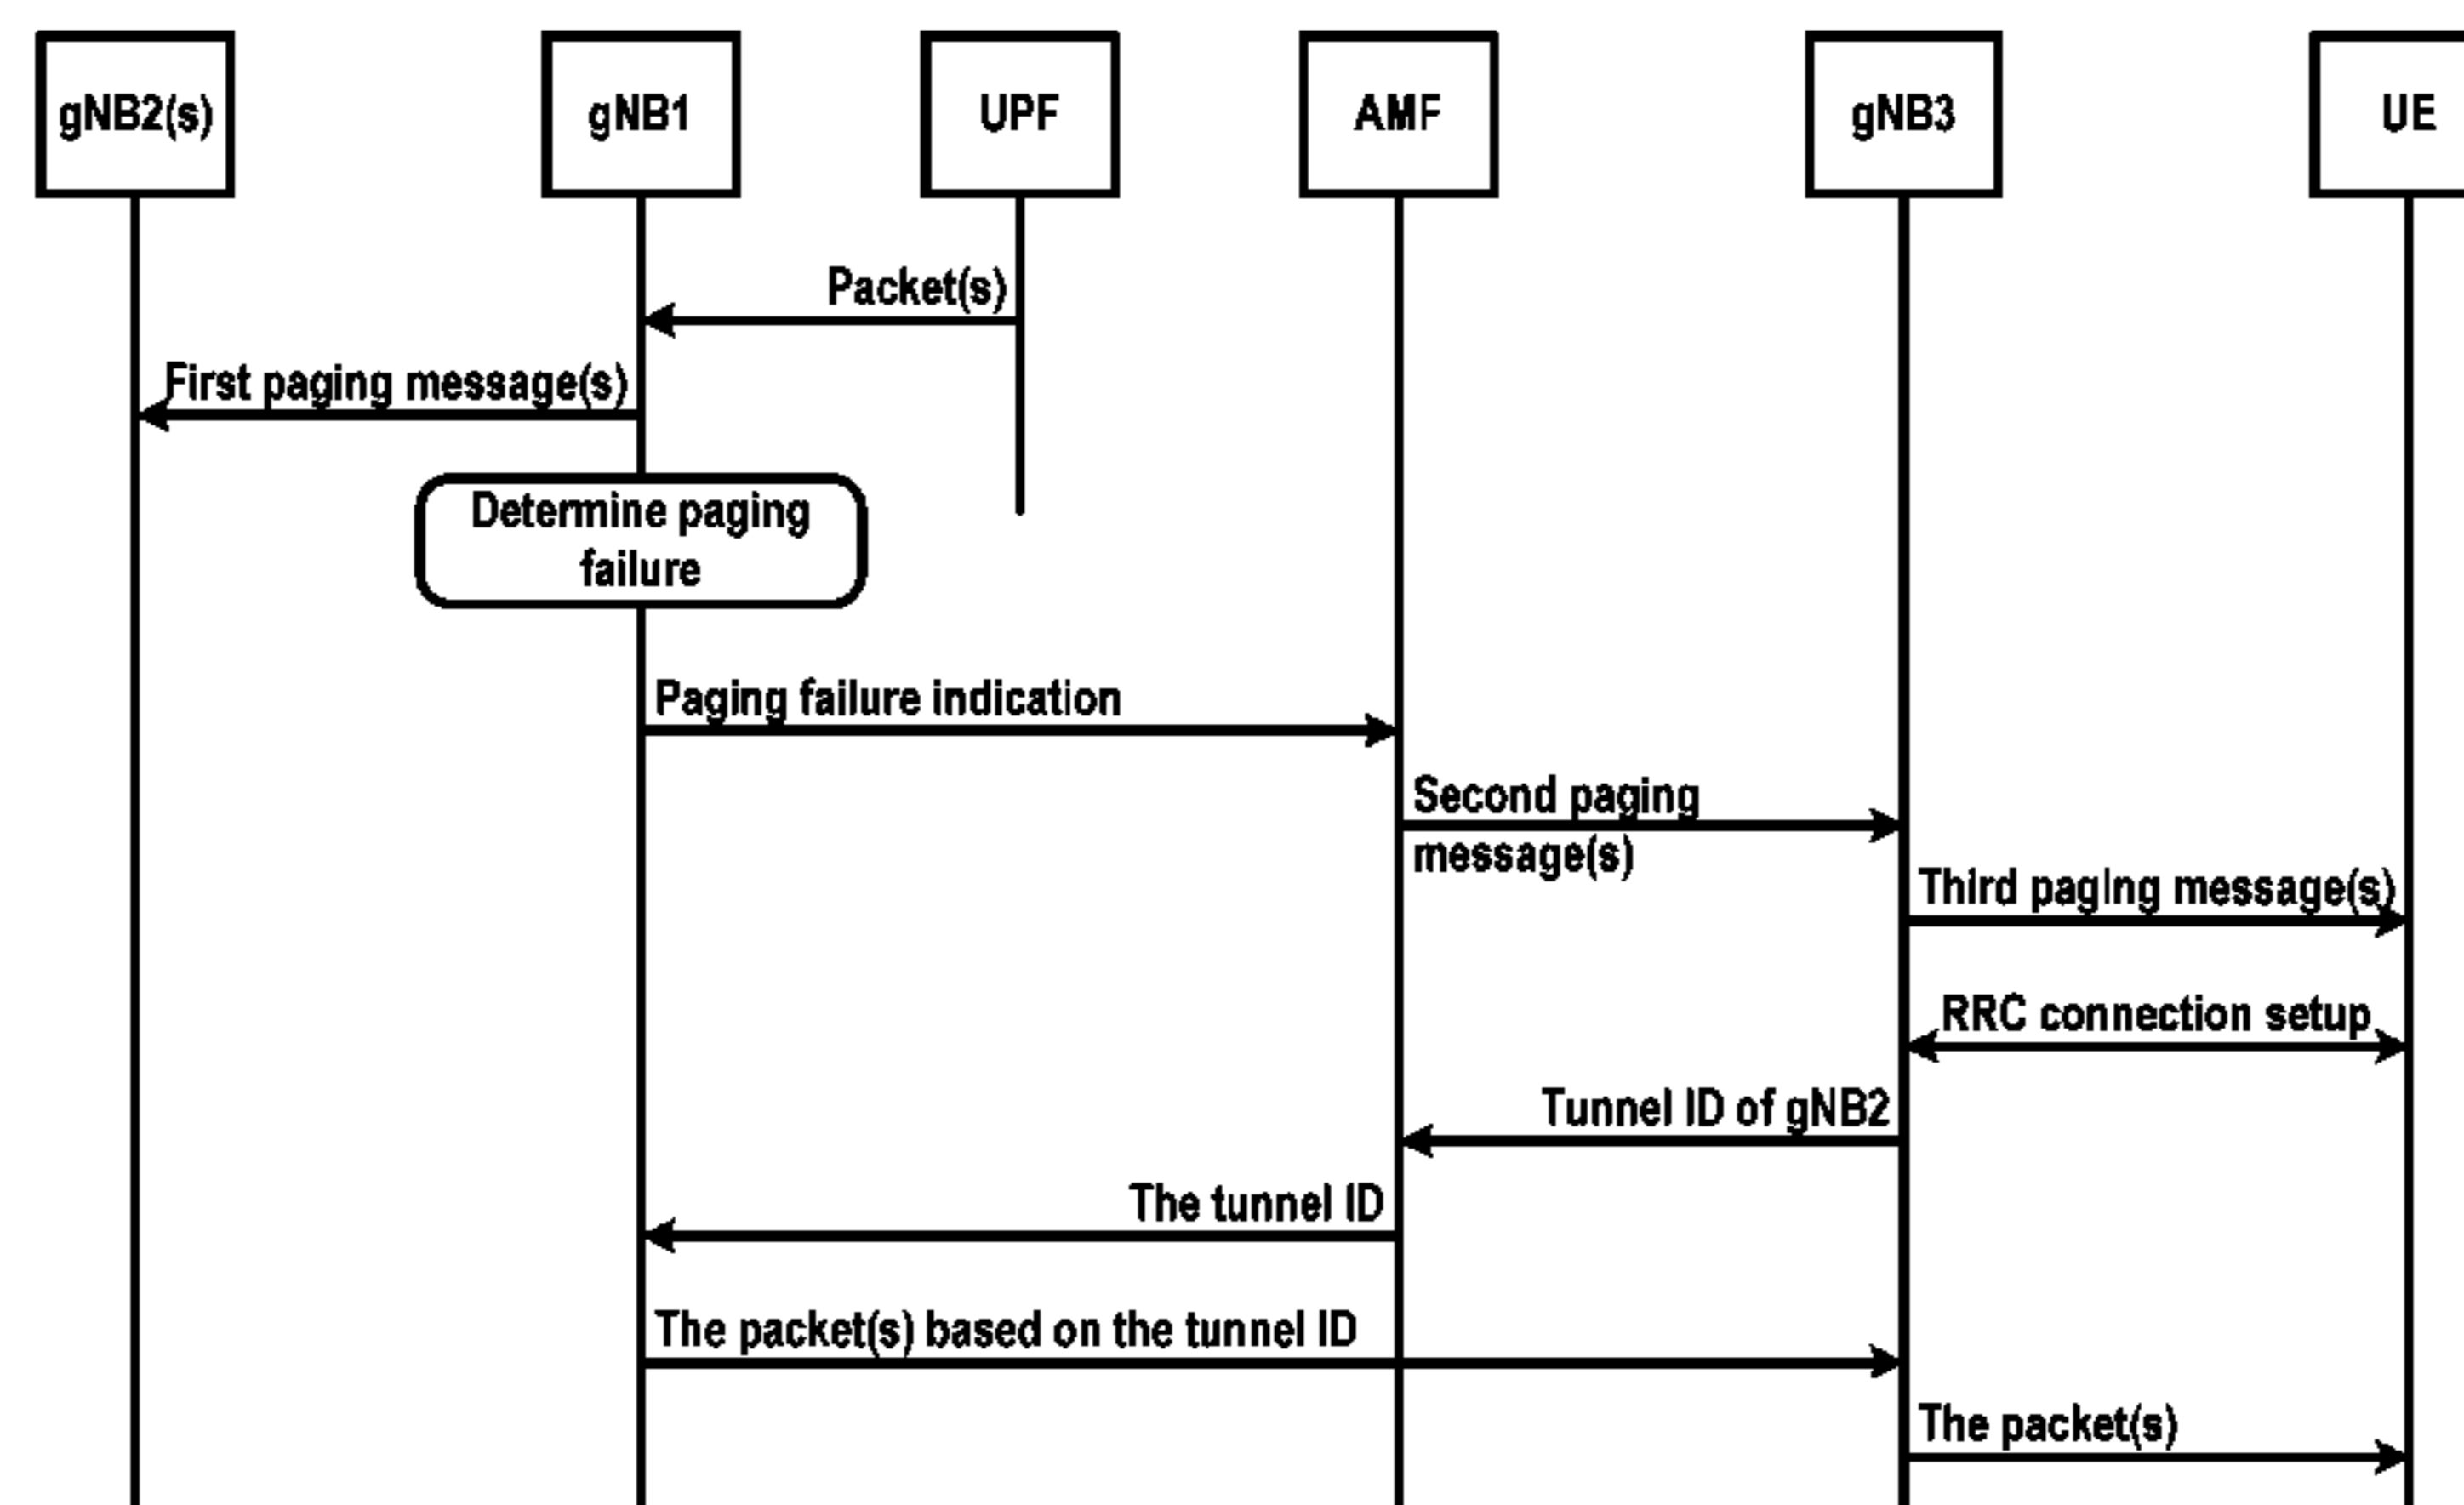 gNB2(s)
gNB1
UPF
AMF
gNB3
UE
Packet(s)
First paging message(s)
Determine paging
failure
Paging failure indication
Second paging
message(s)
Third paging message(s)
RRC connection setup
Tunnel ID of gNB2
The tunnel ID
The packet(s) based on the tunnel ID
The packet(s)